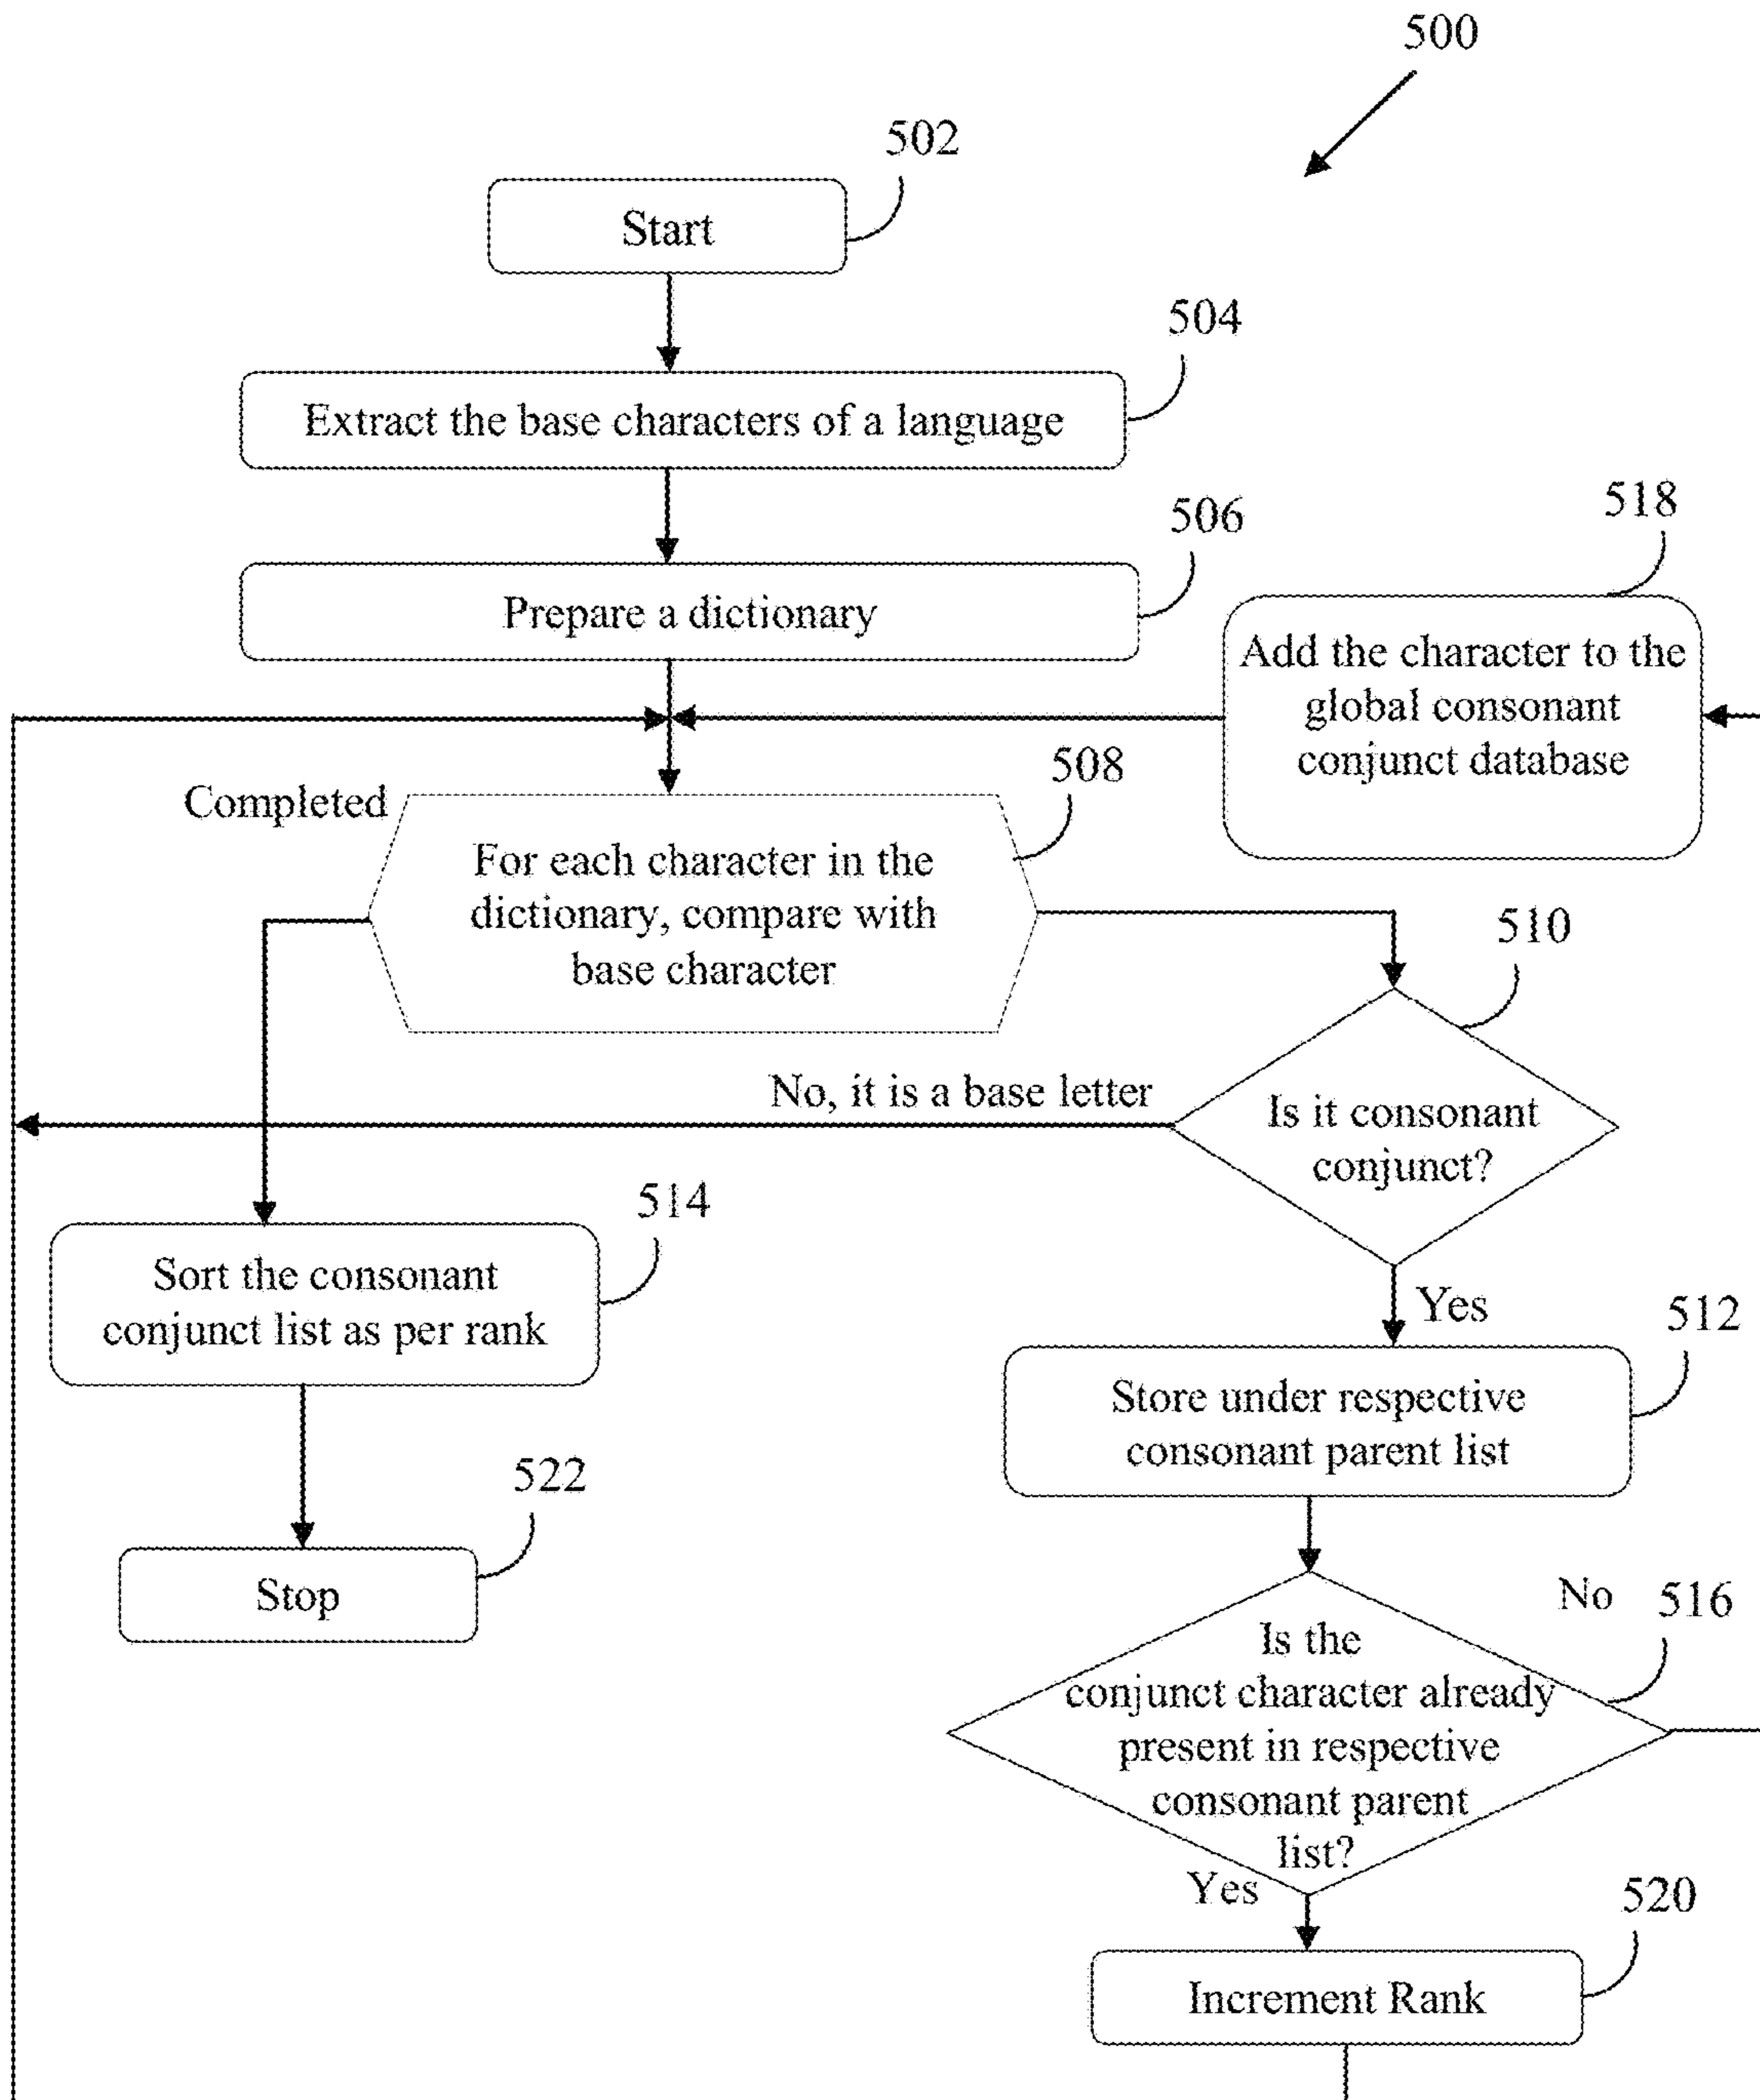 500
502
Start
504
Extract the base characters of a language
506
Prepare a dictionary
518
Add the character to the
global consonant
conjunct database
Completed
508
For each character in the
dictionary, compare with
base character
510
No, it is a base letter
Is it consonant
conjunct?
514
Sort the consonant
conjunct list as per rank
Yes
512
Store under respective
consonant parent list
522
Stop
No
516
Is the
conjunct character already
present in respective
consonant parent
list?
Yes
520
Increment Rank